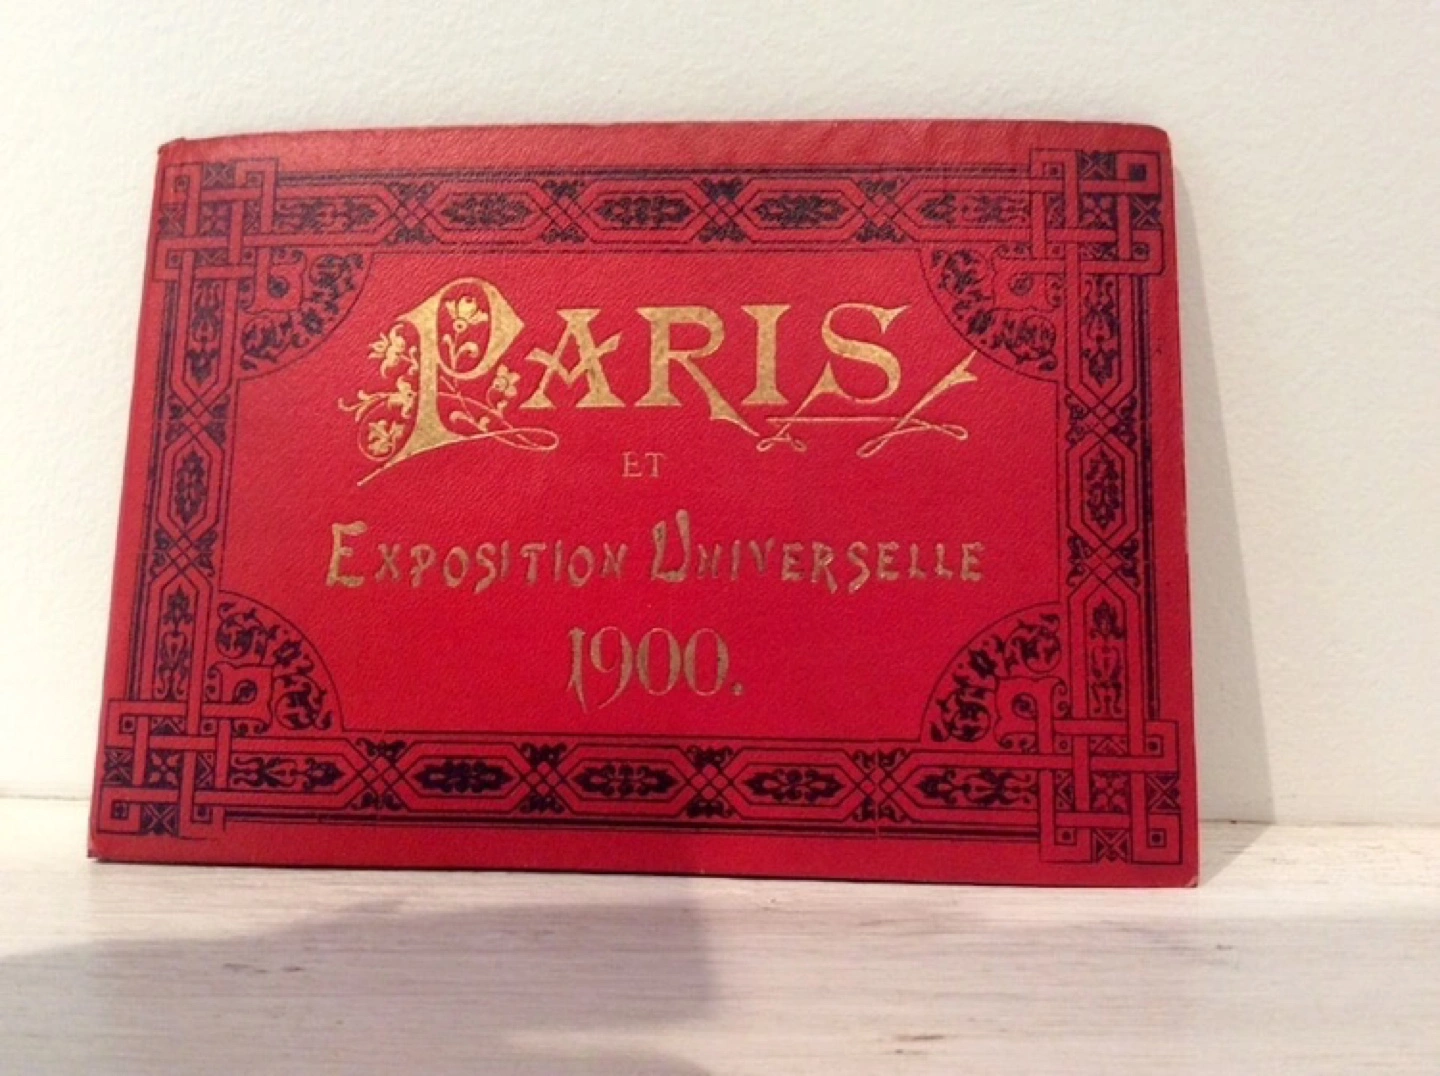 PARIS
ET
EXPOSITION UNIVERSELLE
1900.